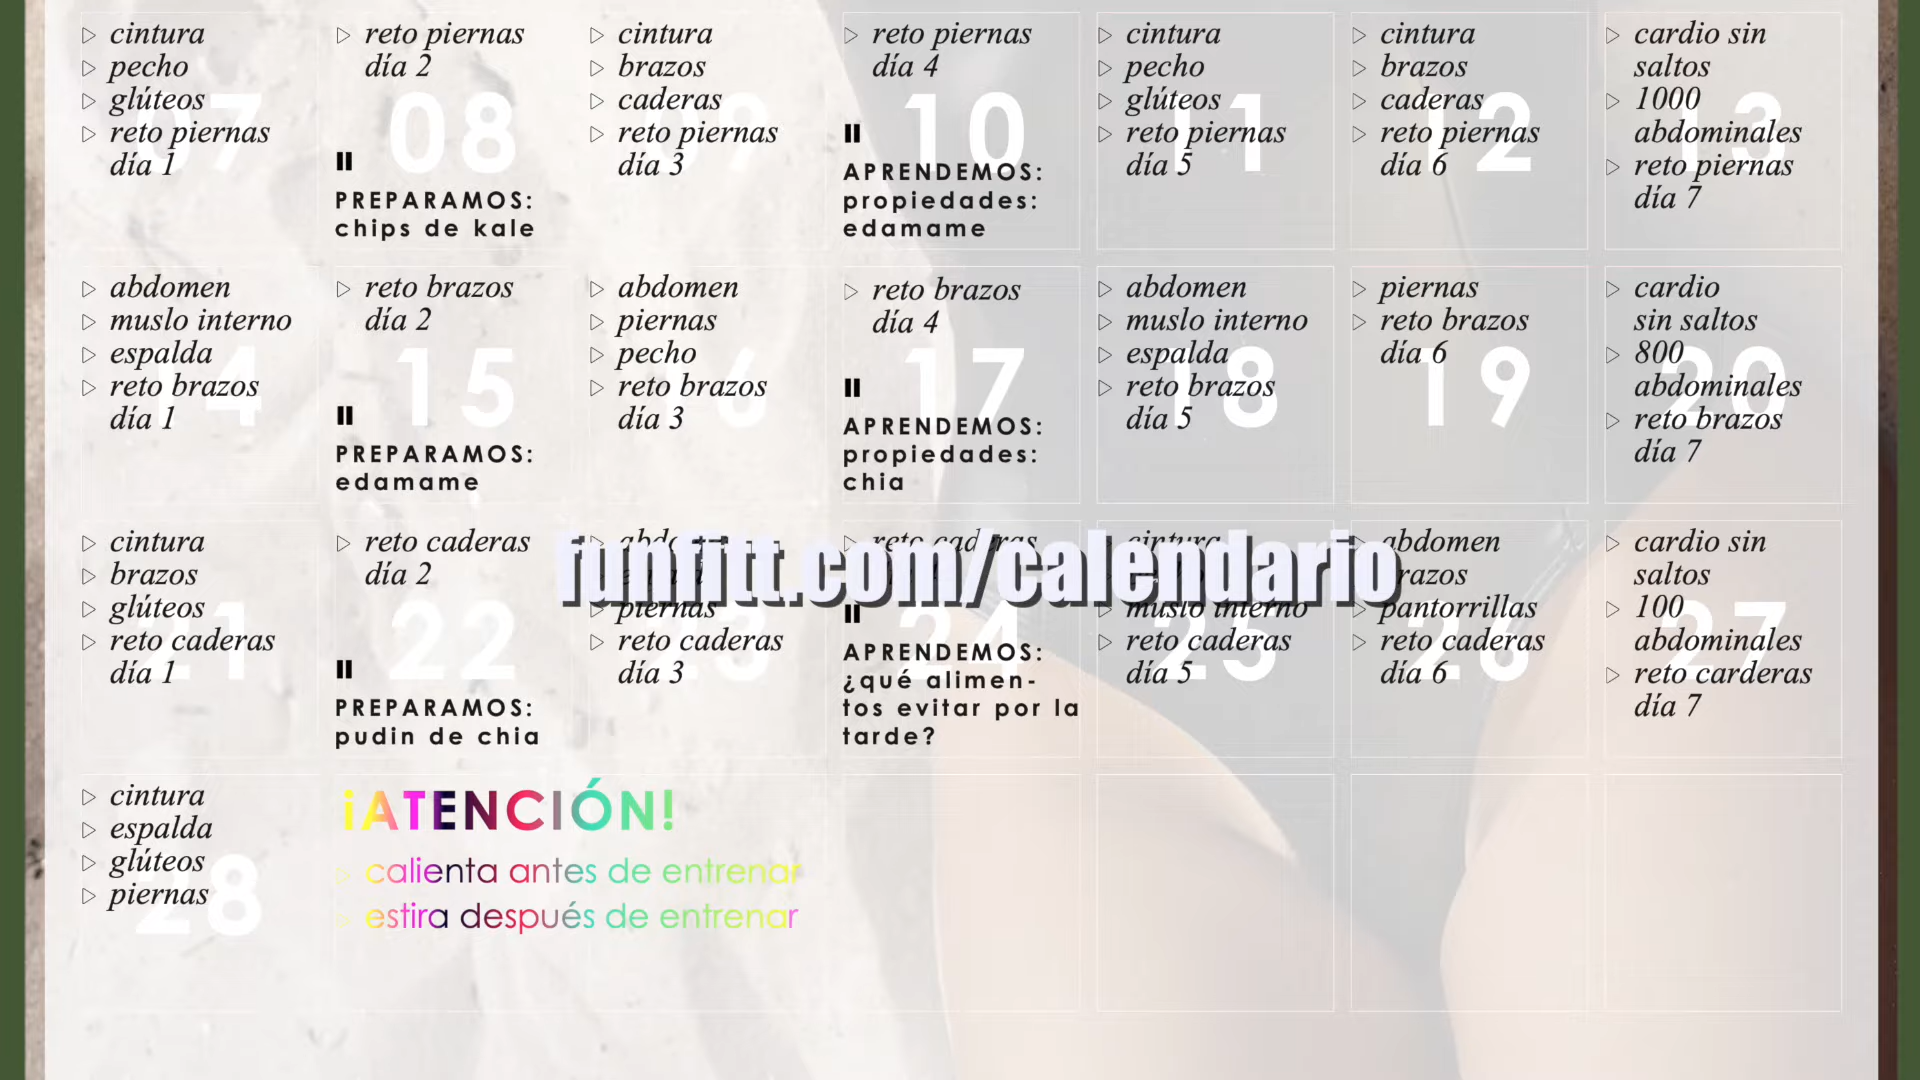 cintura
pecho
glúteos
reto piernas
día 1
07
reto piernas
día 2
08
PREPARAMOS:
chips de kale
cintura
brazos
caderas
reto piernas
día 3
09
reto piernas
día 4
10
APRENDEMOS:
propiedades:
edamame
cintura
pecho
glúteos
reto piernas
día 5
11
cintura
brazos
caderas
reto piernas
día 6
12
cardio sin
saltos
1000
abdominales
reto piernas
día 7
13
abdomen
muslo interno
espalda
reto brazos
día 1
14
reto brazos
día 2
15
PREPARAMOS:
edamame
abdomen
piernas
pecho
reto brazos
día 3
16
reto brazos
día 4
17
APRENDEMOS:
propiedades:
chia
abdomen
muslo interno
espalda
reto brazos
día 5
18
piernas
reto brazos
día 6
19
cardio
sin saltos
800
abdominales
reto brazos
día 7
20
cintura
brazos
glúteos
reto caderas
día 1
21
reto caderas
día 2
22
PREPARAMOS:
pudin de chia
piernas
reto caderas
día 3
23
reto caderas
24
APRENDEMOS:
¿qué alimen-
tos evitar por la
tarde?
cintura
muslo interno
reto caderas
día 5
25
abdomen
brazos
pantorrillas
reto caderas
día 6
26
cardio sin
saltos
100
abdominales
reto carderas
día 7
27
funfitt.com/calendario
cintura
espalda
glúteos
piernas
28
¡ATENCIÓN!
calienta antes de entrenar
estira después de entrenar